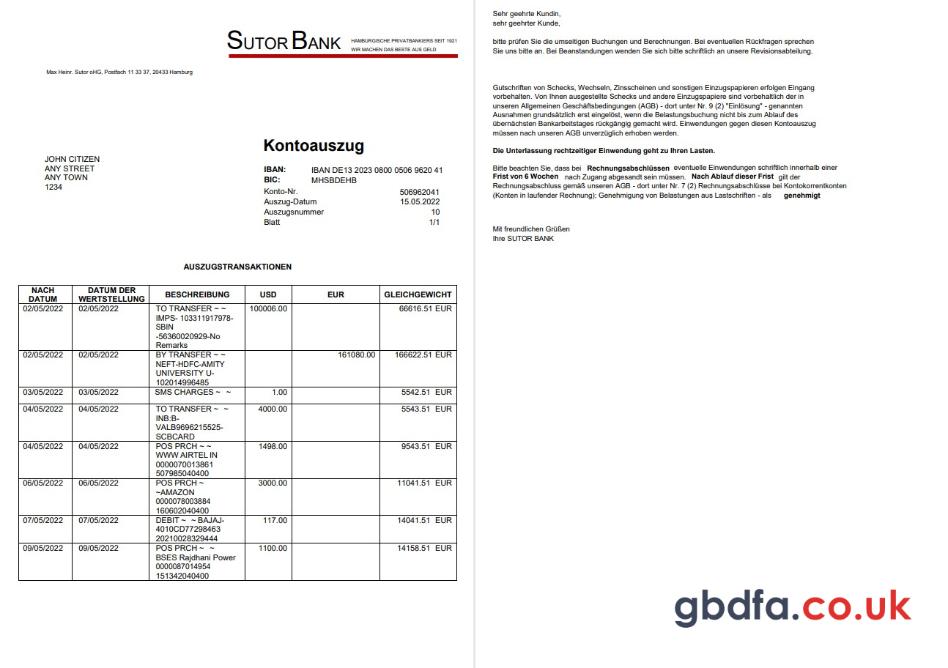 SUTOR BANK HAMBURGISCHE PRIVATBANKIERS SEIT 1921
WIR MACHEN DAS BESTE AUS GELD
Max Heinr. Sutor oHG, Postfach 11 33 37, 20433 Hamburg
Kontoauszug
JOHN CITIZEN
ANY STREET
ANY TOWN
1234
IBAN: IBAN DE13 2023 0800 0506 9620 41
BIC: MHSBDEHB
Konto-Nr. 506962041
Auszug-Datum 15.05.2022
Auszugsnummer 10
Blatt 1/1
AUSZUGSTRANSAKTIONEN
NACH DATUM DATUM DER WERTSTELLUNG BESCHREIBUNG USD EUR GLEICHGEWICHT
02/05/2022 02/05/2022 TO TRANSFER ~ ~ 100006.00 66616.51 EUR
IMPS- 103311917978-
SBIN
-56360020929-No
Remarks
02/05/2022 02/05/2022 BY TRANSFER ~ ~ 161080.00 166622.51 EUR
NEFT-HDFC-AMITY
UNIVERSITY U-
102014996485
03/05/2022 03/05/2022 SMS CHARGES ~ ~ 1.00 5542.51 EUR
04/05/2022 04/05/2022 TO TRANSFER ~ ~ 4000.00 5543.51 EUR
INB:B-
VALB9696215525-
SCBCARD
04/05/2022 04/05/2022 POS PRCH ~ ~ 1498.00 9543.51 EUR
WWW AIRTEL IN
0000070013861
507985040400
06/05/2022 06/05/2022 POS PRCH ~ 3000.00 11041.51 EUR
~AMAZON
0000078003884
160602040400
07/05/2022 07/05/2022 DEBIT ~ ~ BAJAJ- 117.00 14041.51 EUR
4010CD77298463
20210028329444
09/05/2022 09/05/2022 POS PRCH ~ ~ 1100.00 14158.51 EUR
BSES Rajdhani Power
0000087014954
151342040400
Sehr geehrte Kundin,
sehr geehrter Kunde,
bitte prüfen Sie die umseitigen Buchungen und Berechnungen. Bei eventuellen Rückfragen sprechen
Sie uns bitte an. Bei Beanstandungen wenden Sie sich bitte schriftlich an unsere Revisionsabteilung.
Gutschriften von Schecks, Wechseln, Zinsscheinen und sonstigen Einzugspapieren erfolgen Eingang
vorbehalten. Von Ihnen ausgestellte Schecks und andere Einzugspapiere sind vorbehaltlich der in
unseren Allgemeinen Geschäftsbedingungen (AGB) - dort unter Nr. 9 (2) "Einlösung" - genannten
Ausnahmen grundsätzlich erst eingelöst, wenn die Belastungsbuchung nicht bis zum Ablauf des
übernächsten Bankarbeitstages rückgängig gemacht wird. Einwendungen gegen diesen Kontoauszug
müssen nach unseren AGB unverzüglich erhoben werden.
Die Unterlassung rechtzeitiger Einwendung geht zu Ihren Lasten.
Bitte beachten Sie, dass bei Rechnungsabschlüssen eventuelle Einwendungen schriftlich innerhalb einer
Frist von 6 Wochen nach Zugang abgesandt sein müssen. Nach Ablauf dieser Frist gilt der
Rechnungsabschluss gemäß unseren AGB - dort unter Nr. 7 (2) Rechnungsabschlüsse bei Kontokorrentkonten
(Konten in laufender Rechnung); Genehmigung von Belastungen aus Lastschriften - als genehmigt
Mit freundlichen Grüßen
Ihre SUTOR BANK
gbdfa.co.uk